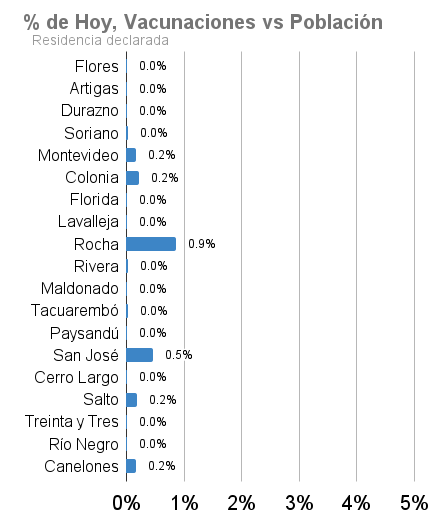 % de Hoy, Vacunaciones vs Población
Residencia declarada
Flores 0.0%
Artigas 0.0%
Durazno 0.0%
Soriano 0.0%
Montevideo 0.2%
Colonia 0.2%
Florida 0.0%
Lavalleja 0.0%
Rocha 0.9%
Rivera 0.0%
Maldonado 0.0%
Tacuarembó 0.0%
Paysandú 0.0%
San José 0.5%
Cerro Largo 0.0%
Salto 0.2%
Treinta y Tres 0.0%
Río Negro 0.0%
Canelones 0.2%
0% 1% 2% 3% 4% 5%